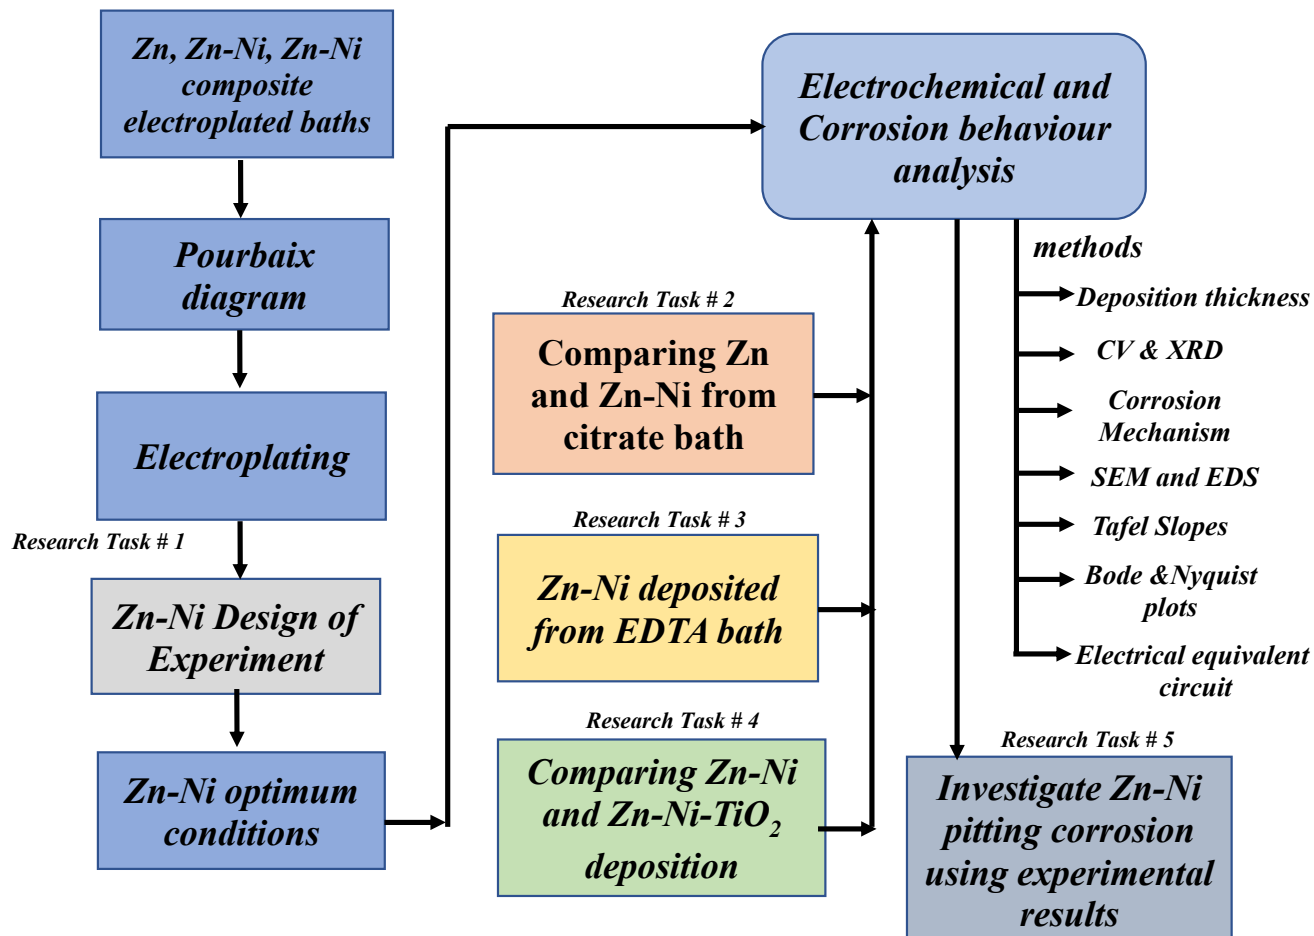 Zn, Zn-Ni, Zn-Ni
composite
electroplated baths
Pourbaix
diagram
Electroplating
Research Task # 1
Zn-Ni Design of
Experiment
Zn-Ni optimum
conditions
Research Task # 2
Comparing Zn
and Zn-Ni from
citrate bath
Research Task # 3
Zn-Ni deposited
from EDTA bath
Research Task # 4
Comparing Zn-Ni
and Zn-Ni-TiO₂
deposition
Electrochemical and
Corrosion behaviour
analysis
methods
Deposition thickness
CV & XRD
Corrosion
Mechanism
SEM and EDS
Tafel Slopes
Bode &Nyquist
plots
Electrical equivalent
circuit
Research Task # 5
Investigate Zn-Ni
pitting corrosion
using experimental
results